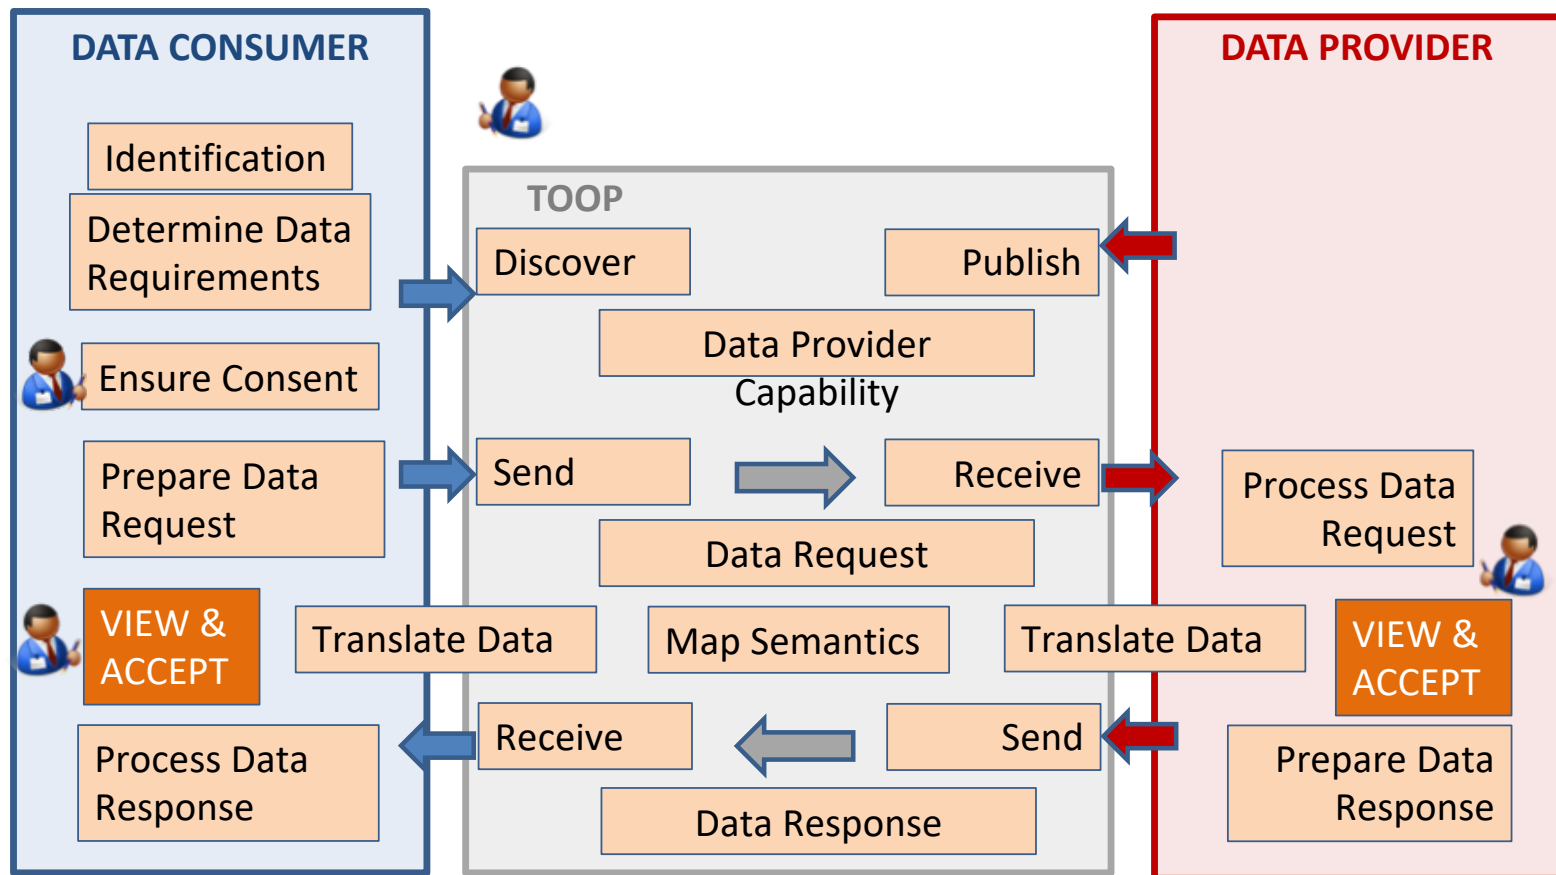 DATA CONSUMER
Identification
Determine Data
Requirements
Ensure Consent
Prepare Data
Request
VIEW &
ACCEPT
Process Data
Response
TOOP
Discover
Publish
Data Provider
Capability
Send
Receive
Data Request
Translate Data
Map Semantics
Translate Data
Receive
Send
Data Response
DATA PROVIDER
Process Data
Request
VIEW &
ACCEPT
Prepare Data
Response